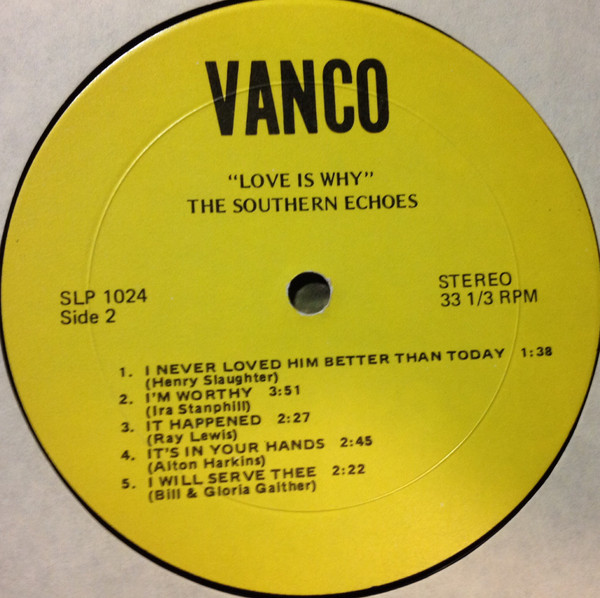 VANCO
"LOVE IS WHY"
THE SOUTHERN ECHOES
SLP 1024
Side 2
STEREO
33 1/3 RPM
1. I NEVER LOVED HIM BETTER THAN TODAY 1:38
(Henry Slaughter)
2. I'M WORTHY 3:51
(Ira Stanphill)
3. IT HAPPENED 2:27
(Ray Lewis)
4. IT'S IN YOUR HANDS 2:45
(Alton Harkins)
5. I WILL SERVE THEE 2:22
(Bill & Gloria Gaither)